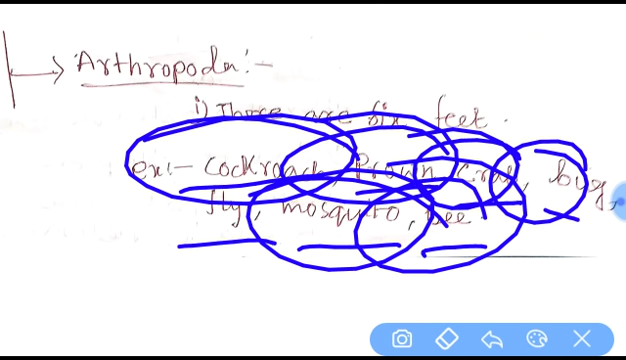 Arthropoda:-
i) There are six feet.
ex:- Cockroach, Prawn, Crab, bug,
fly, mosquito, bee